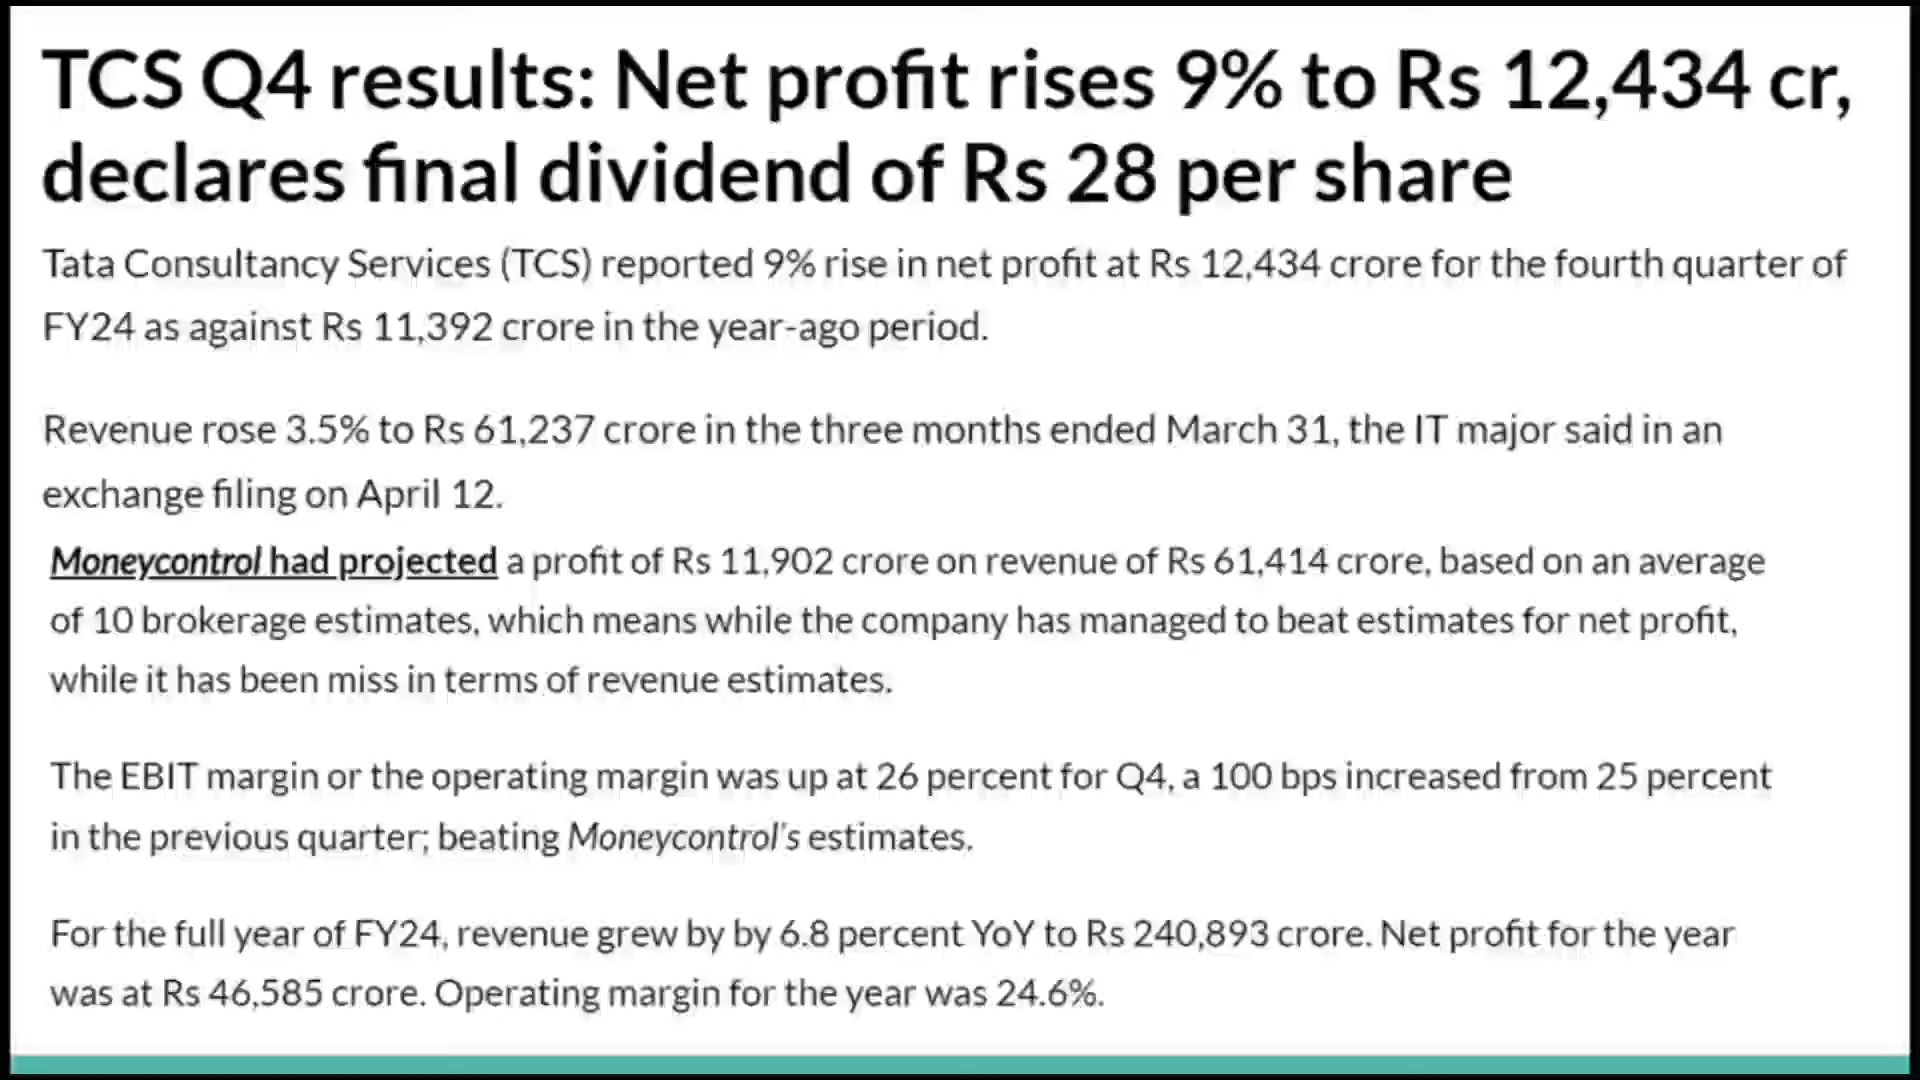 TCS Q4 results: Net profit rises 9% to Rs 12,434 cr,
declares final dividend of Rs 28 per share
Tata Consultancy Services (TCS) reported 9% rise in net profit at Rs 12,434 crore for the fourth quarter of
FY24 as against Rs 11,392 crore in the year-ago period.
Revenue rose 3.5% to Rs 61,237 crore in the three months ended March 31, the IT major said in an
exchange filing on April 12.
Moneycontrol had projected a profit of Rs 11,902 crore on revenue of Rs 61,414 crore, based on an average
of 10 brokerage estimates, which means while the company has managed to beat estimates for net profit,
while it has been miss in terms of revenue estimates.
The EBIT margin or the operating margin was up at 26 percent for Q4, a 100 bps increased from 25 percent
in the previous quarter; beating Moneycontrol's estimates.
For the full year of FY24, revenue grew by by 6.8 percent YoY to Rs 240,893 crore. Net profit for the year
was at Rs 46,585 crore. Operating margin for the year was 24.6%.